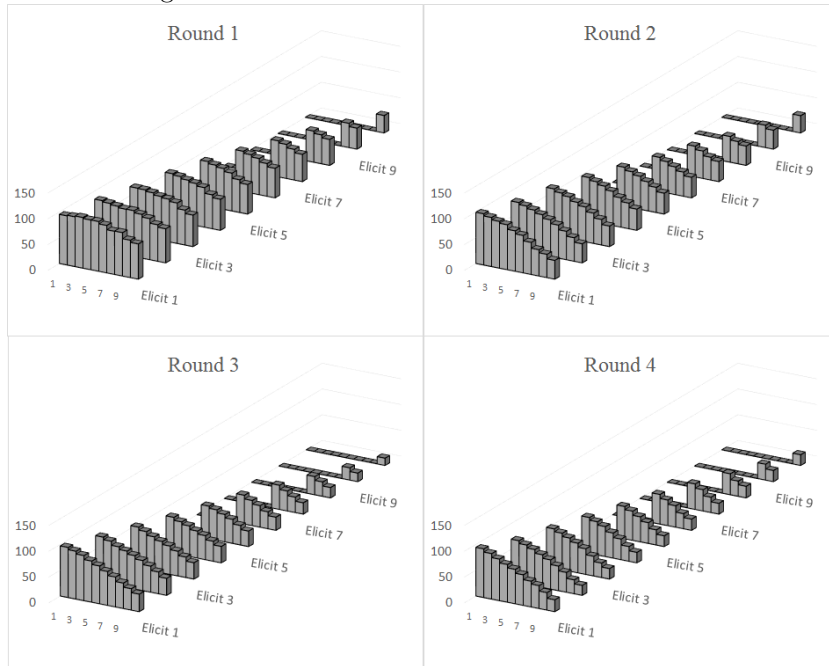 Round 1
150
100
50
0
1 3 5 7 9
Elicit 1
Elicit 3
Elicit 5
Elicit 7
Elicit 9
Round 2
150
100
50
0
1 3 5 7 9
Elicit 1
Elicit 3
Elicit 5
Elicit 7
Elicit 9
Round 3
150
100
50
0
1 3 5 7 9
Elicit 1
Elicit 3
Elicit 5
Elicit 7
Elicit 9
Round 4
150
100
50
0
1 3 5 7 9
Elicit 1
Elicit 3
Elicit 5
Elicit 7
Elicit 9